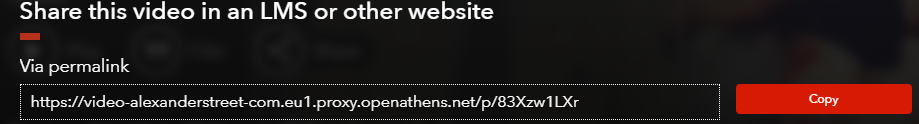 Share this video in an LMS or other website
Via permalink
https://video-alexanderstreet-com.eu1.proxy.openathens.net/p/83Xzw1LXr
Copy